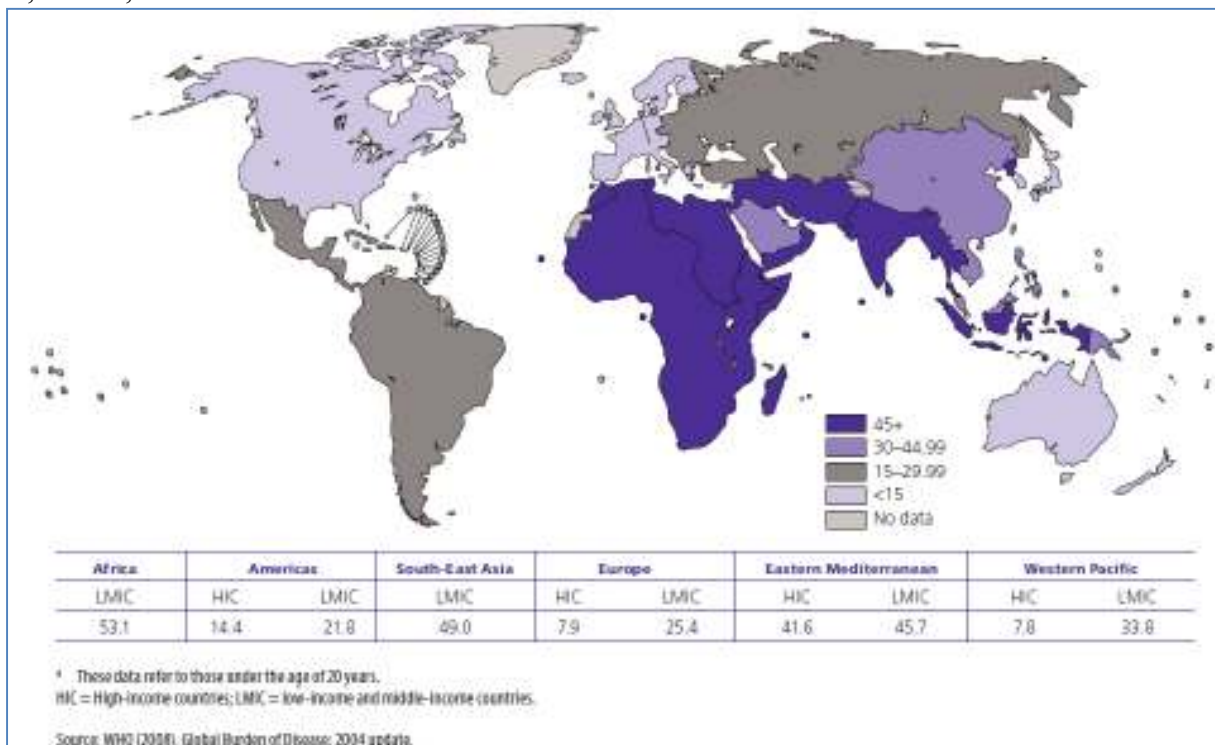 45+
30–44.99
15–29.99
<15
No data
Africa Americas South-East Asia Europe Eastern Mediterranean Western Pacific
LMIC HIC LMIC LMIC HIC LMIC HIC LMIC HIC LMIC
53.1 14.4 21.8 49.0 7.9 25.4 41.6 45.7 7.8 33.8
These data refer to those under the age of 20 years.
HIC = High-income countries; LMIC = low-income and middle-income countries.
Source: WHO (2008), Global Burden of Disease: 2004 update.